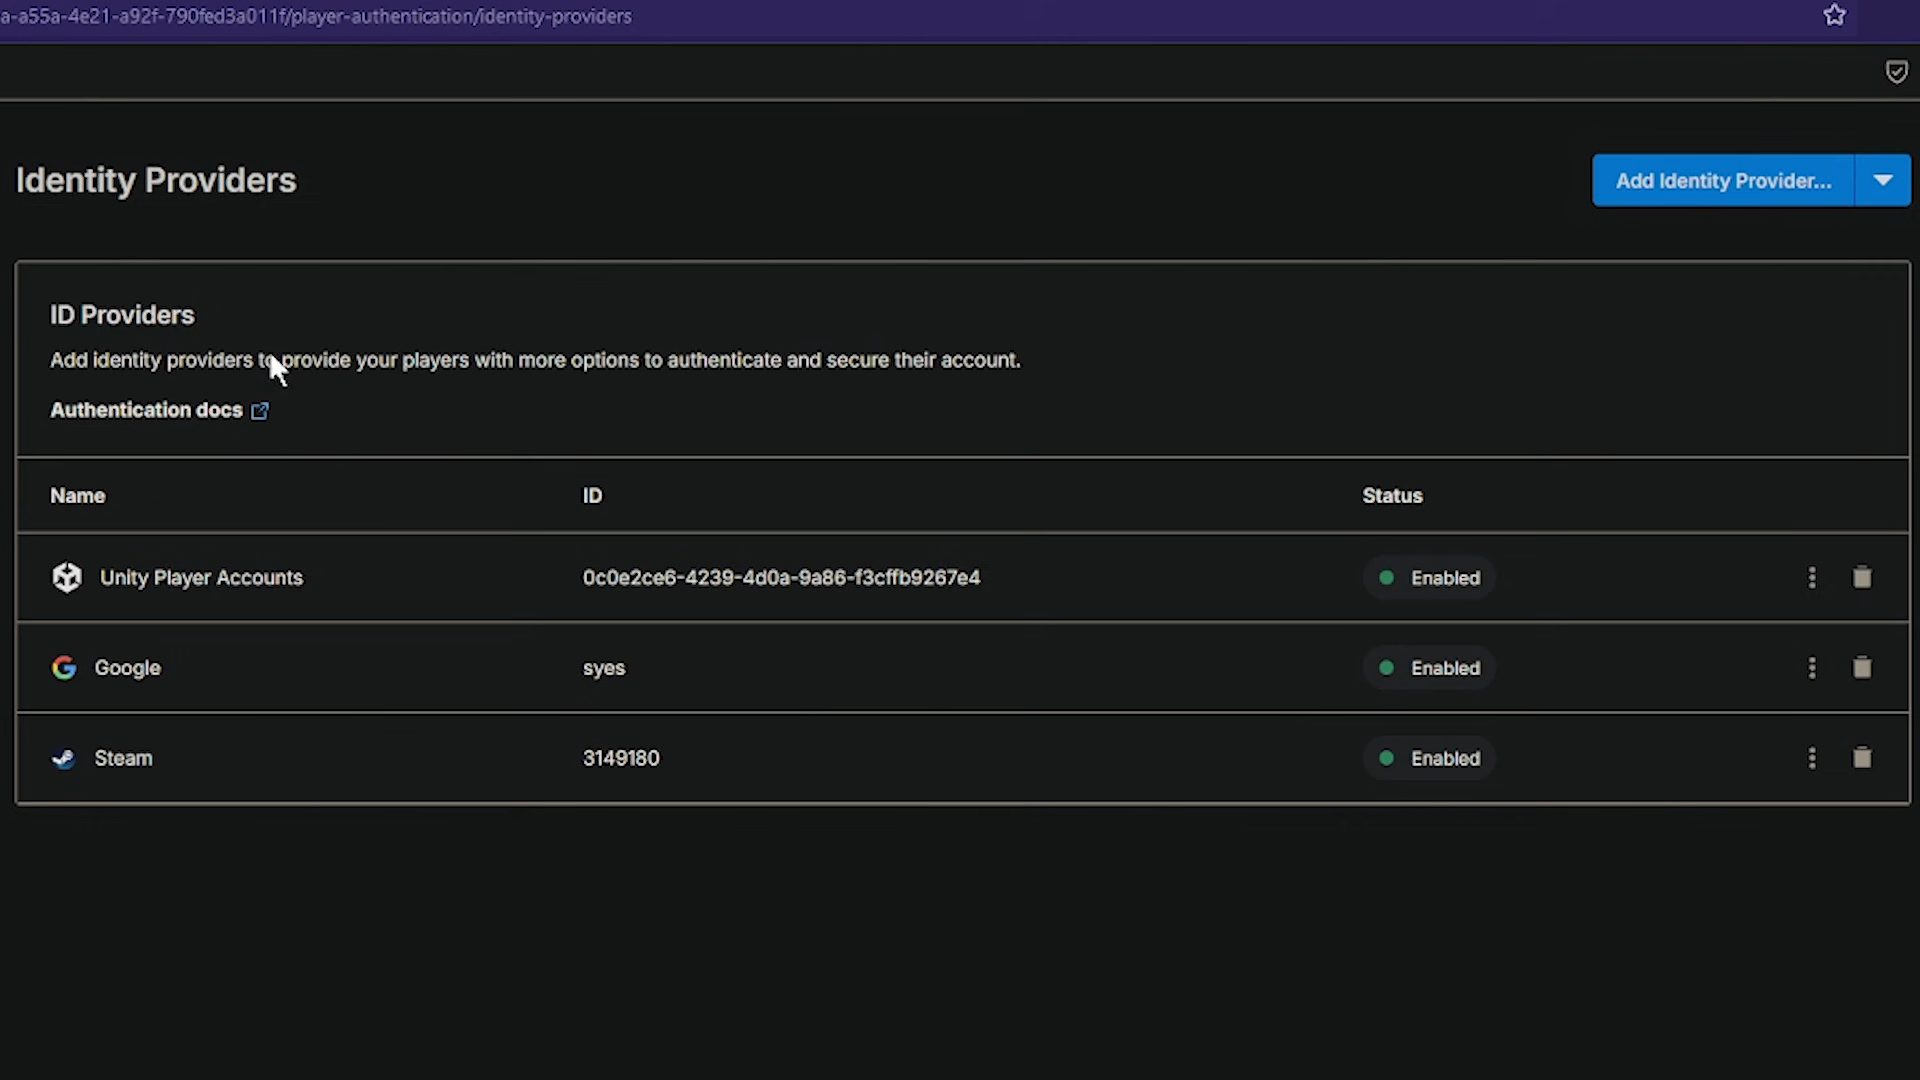 a-a55a-4e21-a92f-790fed3a011f/player-authentication/identity-providers
Identity Providers
Add Identity Provider...
ID Providers
Add identity providers to provide your players with more options to authenticate and secure their account.
Authentication docs
Name ID Status
Unity Player Accounts 0c0e2ce6-4239-4d0a-9a86-f3cffb9267e4 Enabled
Google syes Enabled
Steam 3149180 Enabled